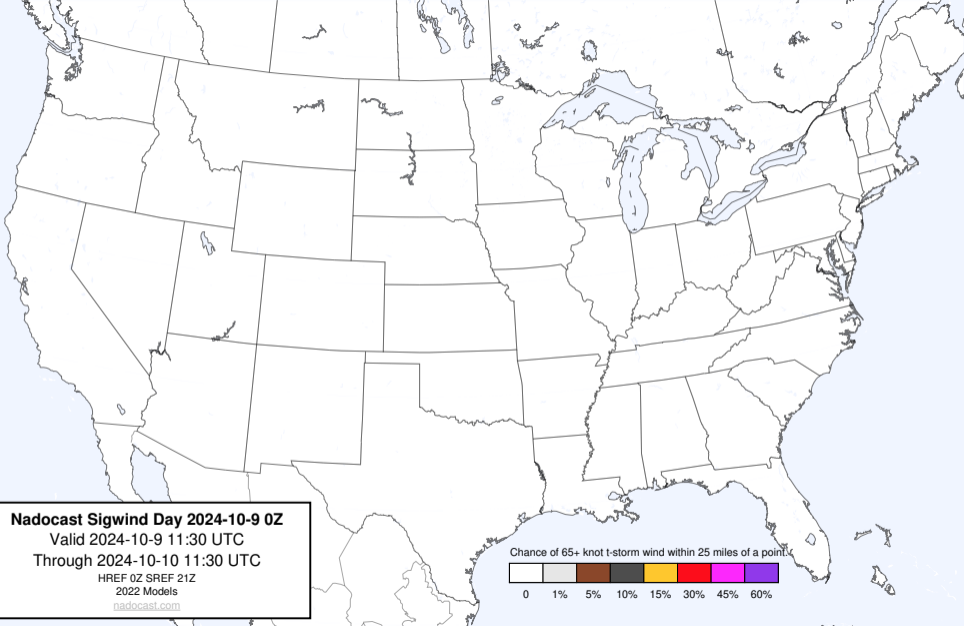 Nadocast Sigwind Day 2024-10-9 0Z
Valid 2024-10-9 11:30 UTC
Through 2024-10-10 11:30 UTC
HREF 0Z SREF 21Z
2022 Models
nadocast.com
Chance of 65+ knot t-storm wind within 25 miles of a point.
0 1% 5% 10% 15% 30% 45% 60%